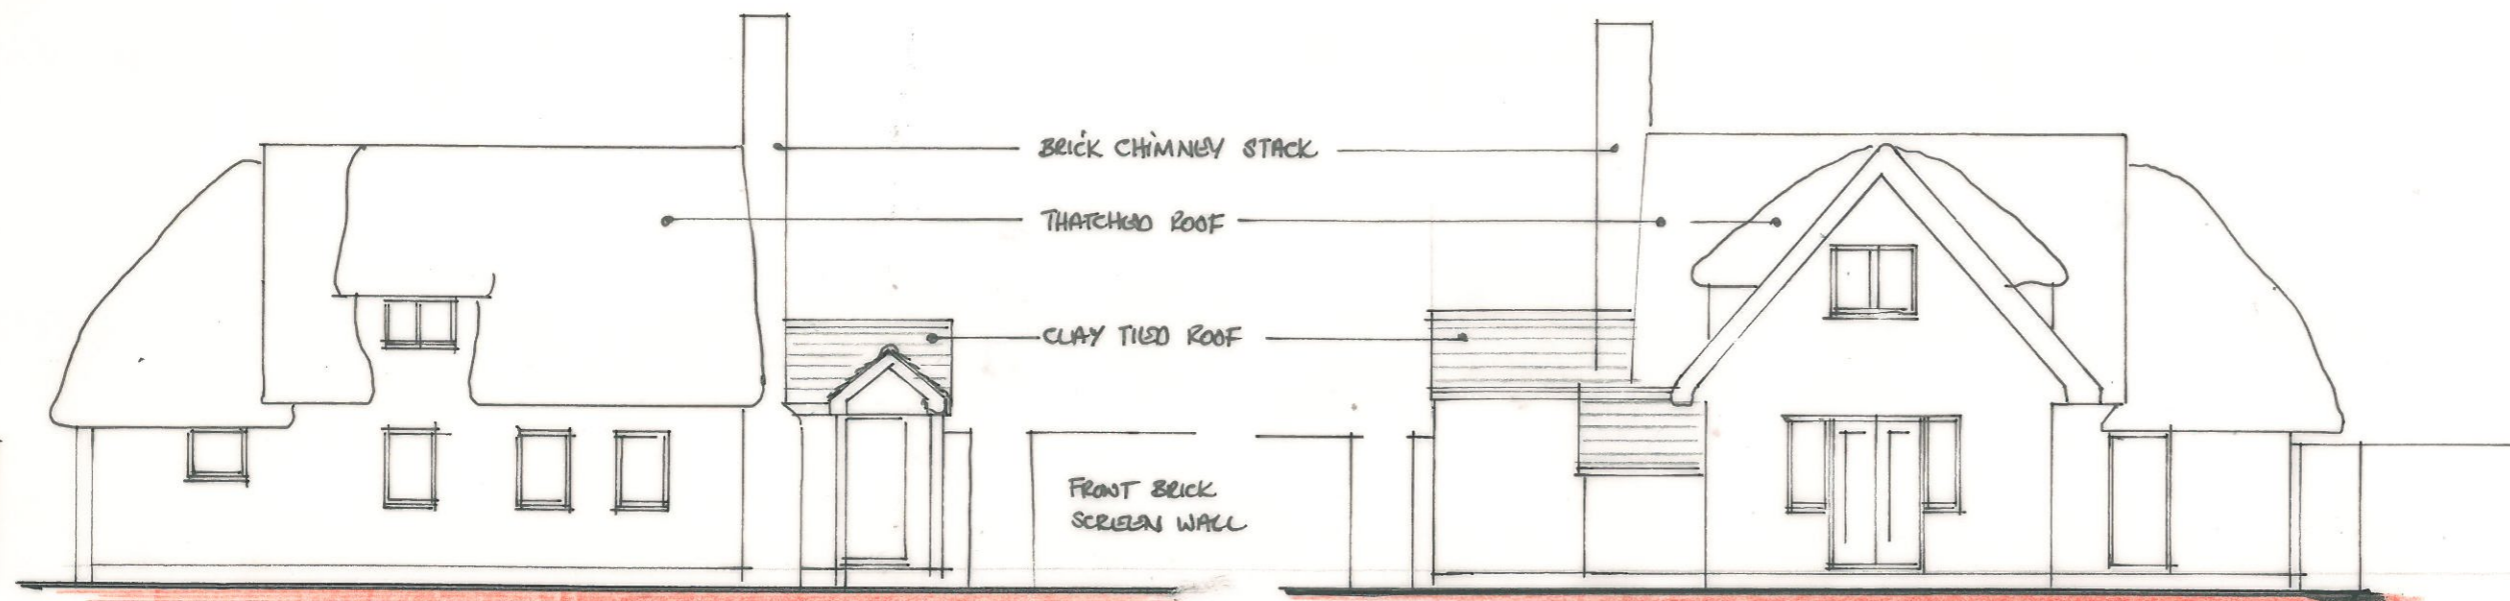 BRICK CHIMNEY STACK
THATCHED ROOF
CLAY TILED ROOF
FRONT BRICK
SCREEN WALL